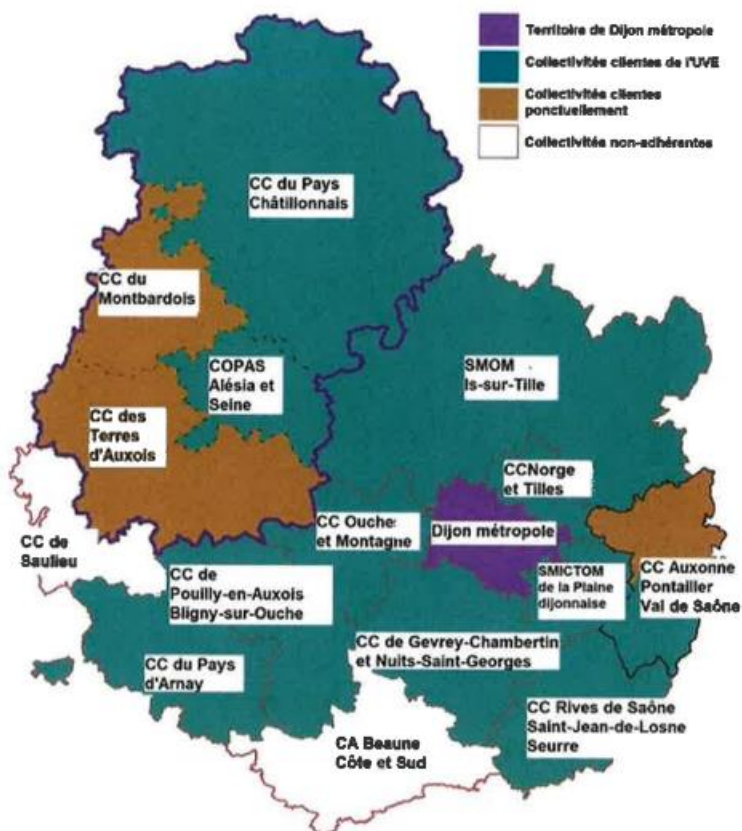 Territoire de Dijon métropole
Collectivités clientes de l'UVE
Collectivités clientes
ponctuellement
Collectivités non-adhérantes
CC du Pays
Châtillonnais
CC du
Montbardois
COPAS
Alésia et
Seine
SMOM
Is-sur-Tille
CC des
Terres
d'Auxois
CCNorge
et Tilles
CC Ouche
et Montagne
Dijon métropole
CC de
Saulieu
CC de
Pouilly-en-Auxois
Bligny-sur-Ouche
SMICTOM
de la Plaine
dijonnaise
CC Auxonne
Pontailler
Val de Saône
CC de Gevrey-Chambertin
et Nuits-Saint-Georges
CC du Pays
d'Arnay
CC Rives de Saône
Saint-Jean-de-Losne
Seurre
CA Beaune
Côte et Sud